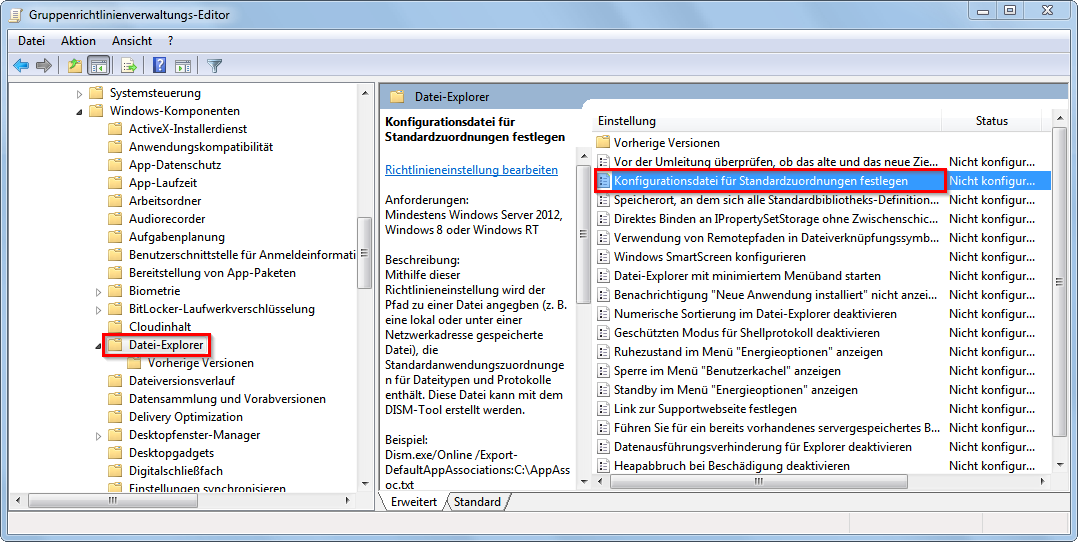 Gruppenrichtlinienverwaltungs-Editor
Datei Aktion Ansicht ?
Systemsteuerung
Windows-Komponenten
ActiveX-Installerdienst
Anwendungskompatibilität
App-Datenschutz
App-Laufzeit
Arbeitsordner
Audiorecorder
Aufgabenplanung
Benutzerschnittstelle für Anmeldeinformati
Bereitstellung von App-Paketen
Biometrie
BitLocker-Laufwerkverschlüsselung
Cloudinhalt
Datei-Explorer
Vorherige Versionen
Dateiversionsverlauf
Datensammlung und Vorabversionen
Delivery Optimization
Desktopfenster-Manager
Desktopgadgets
Digitalschließfach
Einstellungen synchronisieren
Datei-Explorer
Konfigurationsdatei für
Standardzuordnungen festlegen
Richtlinieneinstellung bearbeiten
Anforderungen:
Mindestens Windows Server 2012,
Windows 8 oder Windows RT
Beschreibung:
Mithilfe dieser
Richtlinieneinstellung wird der
Pfad zu einer Datei angegeben (z. B.
eine lokal oder unter einer
Netzwerkadresse gespeicherte
Datei), die
Standardanwendungszuordnunge
n für Dateitypen und Protokolle
enthält. Diese Datei kann mit dem
DISM-Tool erstellt werden.
Beispiel:
Dism.exe/Online /Export-
DefaultAppAssociations:C:\AppAss
oc.txt
Einstellung Status
Vorherige Versionen
Vor der Umleitung überprüfen, ob das alte und das neue Zie... Nicht konfigur...
Konfigurationsdatei für Standardzuordnungen festlegen Nicht konfigur...
Speicherort, an dem sich alle Standardbibliotheks-Definition... Nicht konfigur...
Direktes Binden an IPropertySetStorage ohne Zwischenschic... Nicht konfigur...
Verwendung von Remotepfaden in Dateiverknüpfungssymb... Nicht konfigur...
Windows SmartScreen konfigurieren Nicht konfigur...
Datei-Explorer mit minimiertem Menüband starten Nicht konfigur...
Benachrichtigung "Neue Anwendung installiert" nicht anzei... Nicht konfigur...
Numerische Sortierung im Datei-Explorer deaktivieren Nicht konfigur...
Geschützten Modus für Shellprotokoll deaktivieren Nicht konfigur...
Ruhezustand im Menü "Energieoptionen" anzeigen Nicht konfigur...
Sperre im Menü "Benutzerkachel" anzeigen Nicht konfigur...
Standby im Menü "Energieoptionen" anzeigen Nicht konfigur...
Link zur Supportwebseite festlegen Nicht konfigur...
Führen Sie für ein bereits vorhandenes servergespeichertes B... Nicht konfigur...
Datenausführungsverhinderung für Explorer deaktivieren Nicht konfigur...
Heapabbruch bei Beschädigung deaktivieren Nicht konfigur...
Erweitert Standard